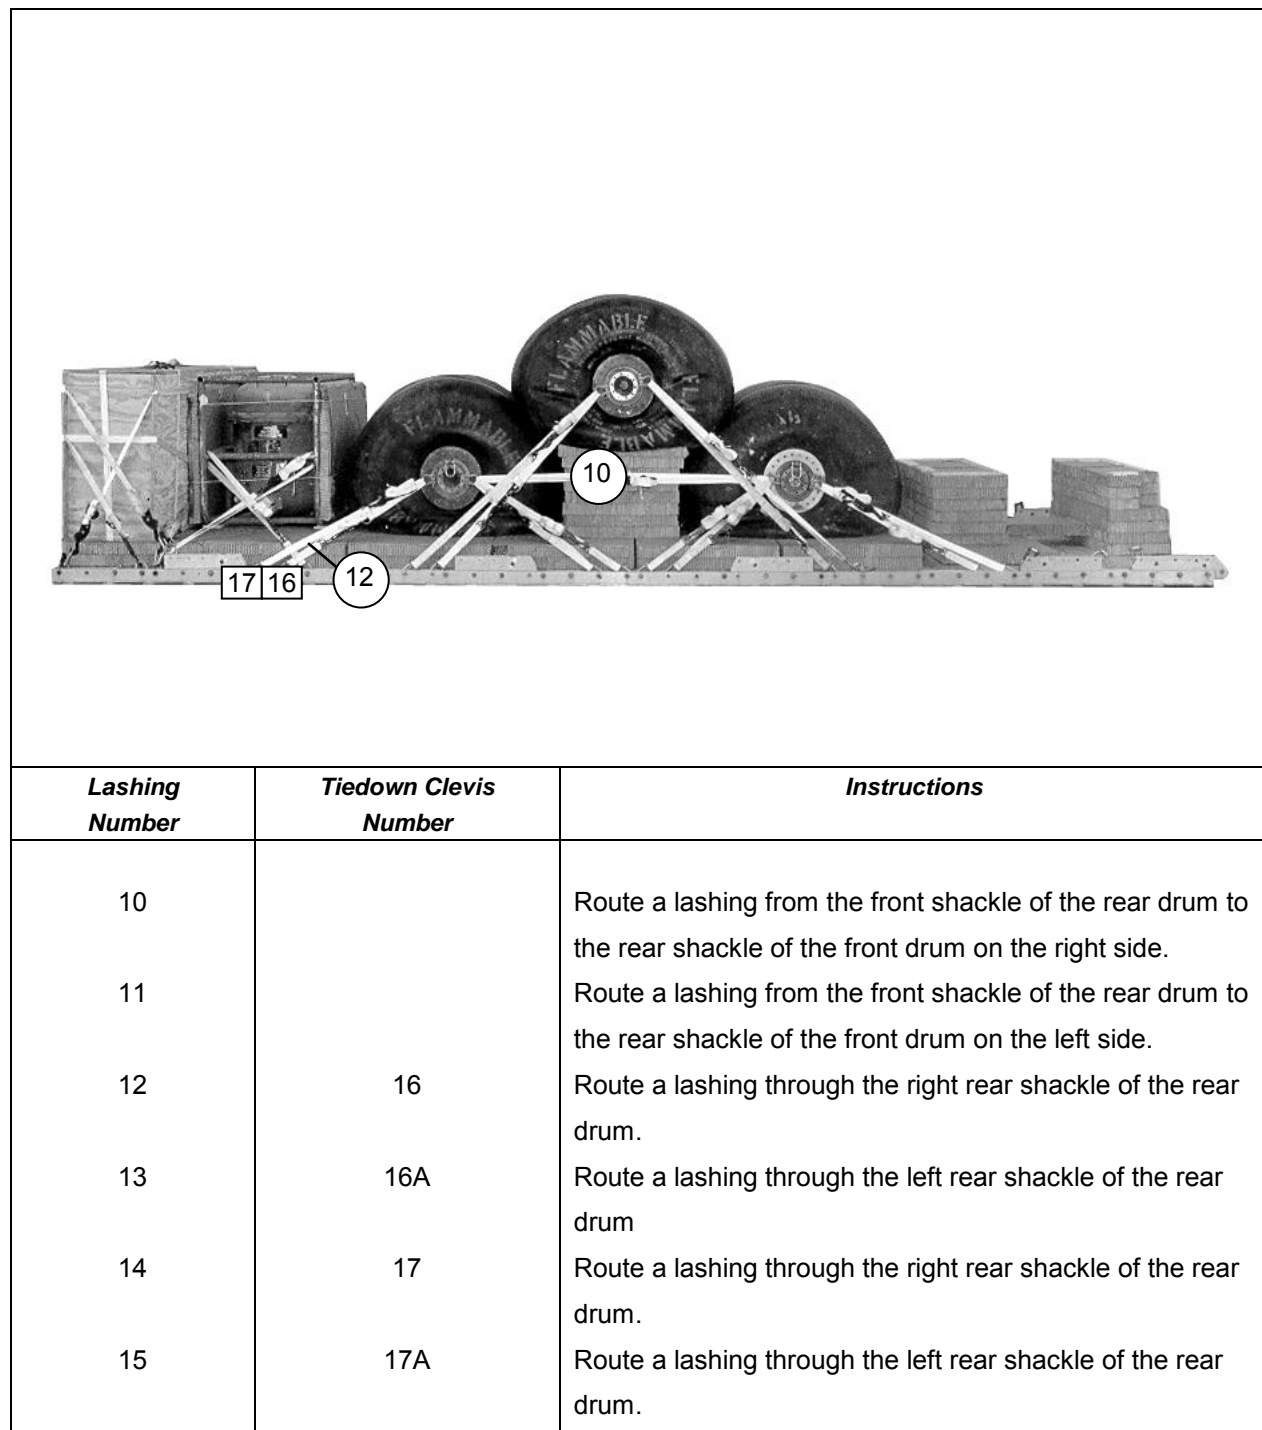 FLAMMABLE
FLAMMABLE
FLAMMABLE
FLAMMABLE
10
12
17 16
Lashing Number
Tiedown Clevis Number
Instructions
10
Route a lashing from the front shackle of the rear drum to
the rear shackle of the front drum on the right side.
11
Route a lashing from the front shackle of the rear drum to
the rear shackle of the front drum on the left side.
12 16 Route a lashing through the right rear shackle of the rear
drum.
13 16A Route a lashing through the left rear shackle of the rear
drum
14 17 Route a lashing through the right rear shackle of the rear
drum.
15 17A Route a lashing through the left rear shackle of the rear
drum.